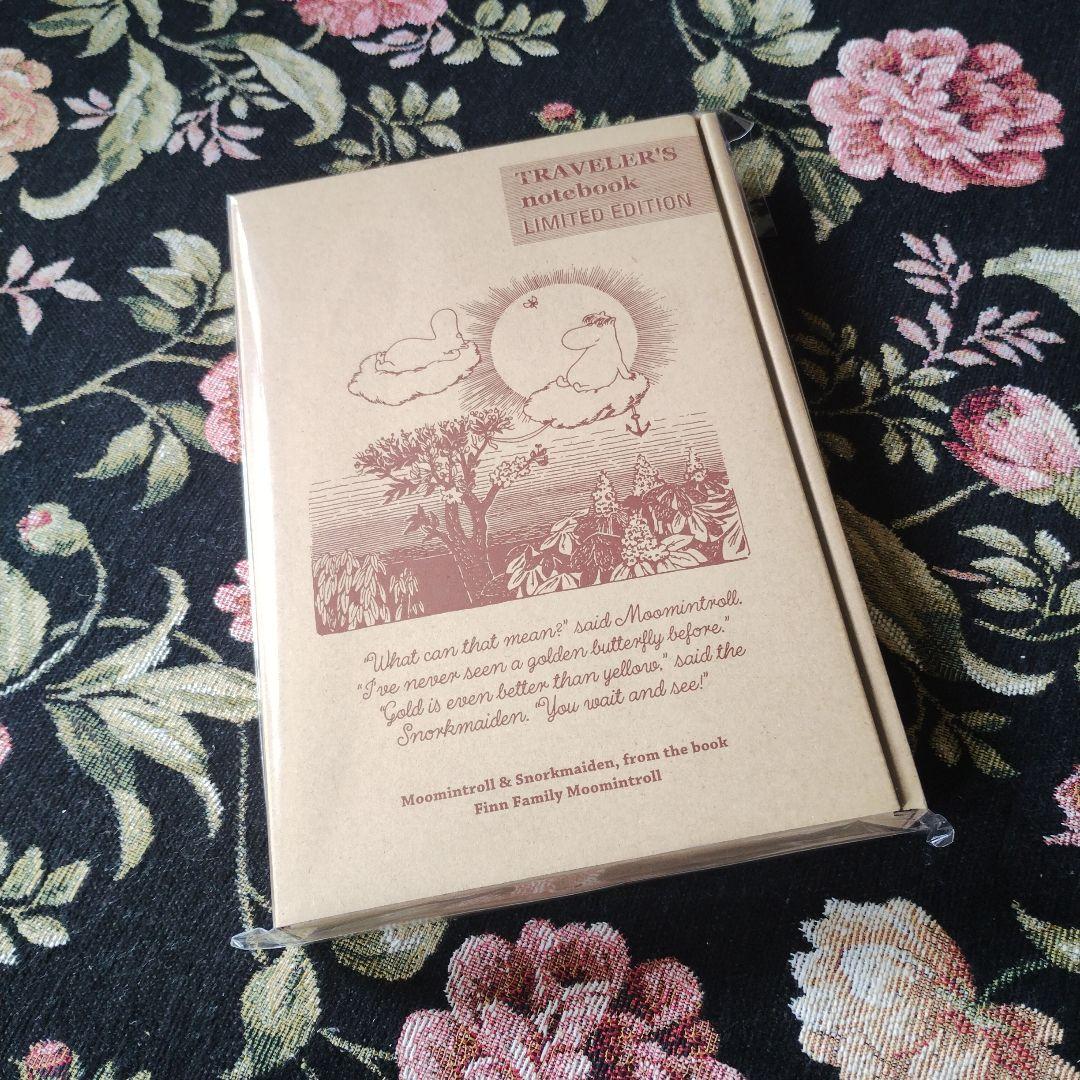 TRAVELER'S
notebook
LIMITED EDITION
"What can that mean?" said Moomintroll.
"I've never seen a golden butterfly before."
"Gold is even better than yellow," said the
Snorkmaiden. "You wait and see!"
Moomintroll & Snorkmaiden, from the book
Finn Family Moomintroll